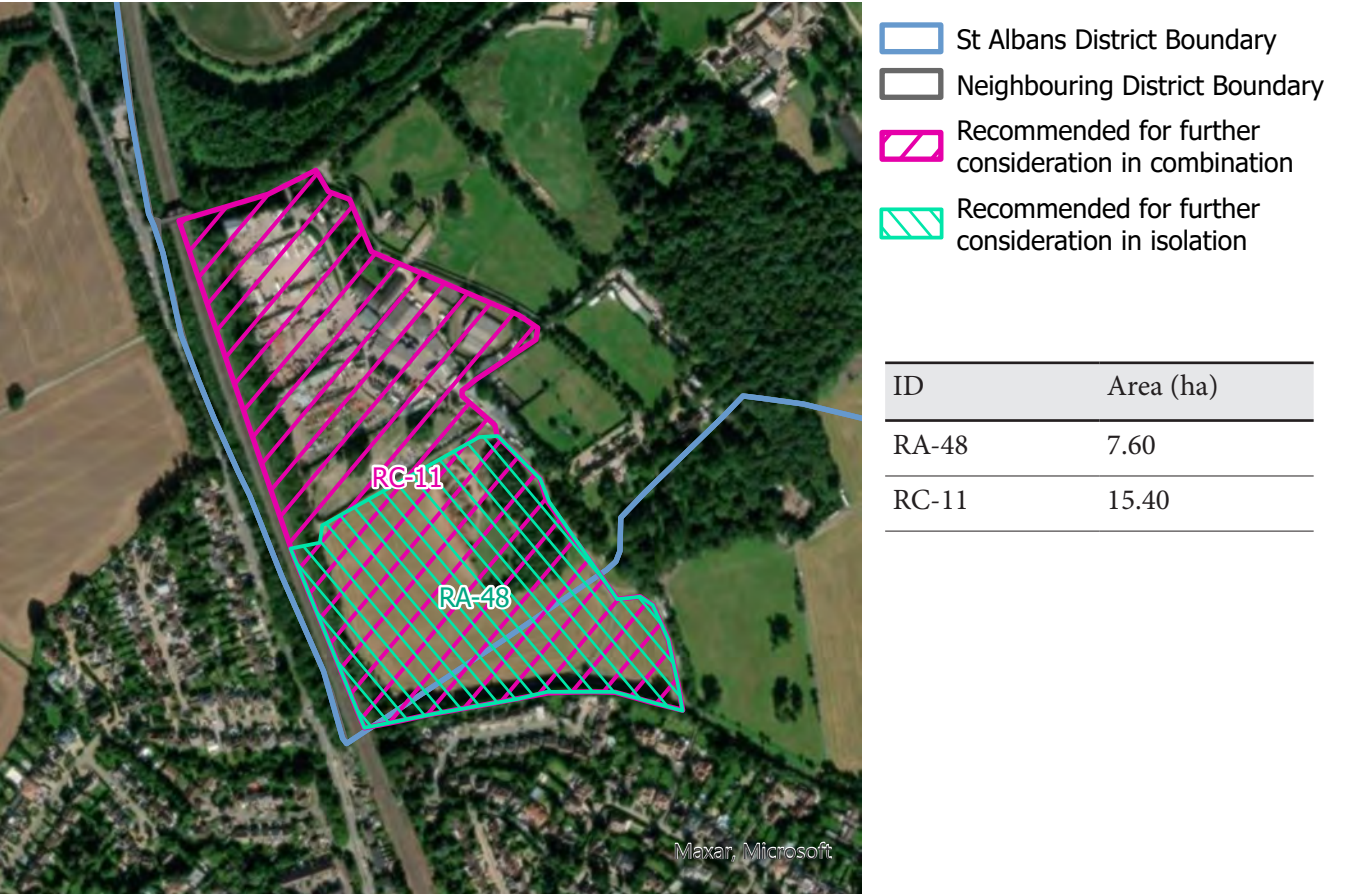 St Albans District Boundary
Neighbouring District Boundary
Recommended for further
consideration in combination
Recommended for further
consideration in isolation
ID Area (ha)
RA-48 7.60
RC-11 15.40
RC-11
RA-48
Maxar, Microsoft